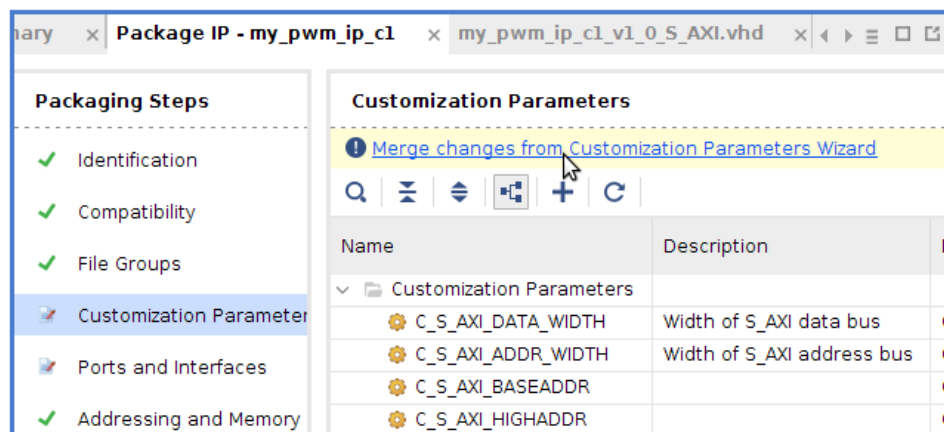 ary Package IP - my_pwm_ip_c1 my_pwm_ip_c1_v1_0_S_AXI.vhd
Packaging Steps
Identification
Compatibility
File Groups
Customization Parameter
Ports and Interfaces
Addressing and Memory
Customization Parameters
Merge changes from Customization Parameters Wizard
Name Description
Customization Parameters
C_S_AXI_DATA_WIDTH Width of S_AXI data bus
C_S_AXI_ADDR_WIDTH Width of S_AXI address bus
C_S_AXI_BASEADDR
C_S_AXI_HIGHADDR